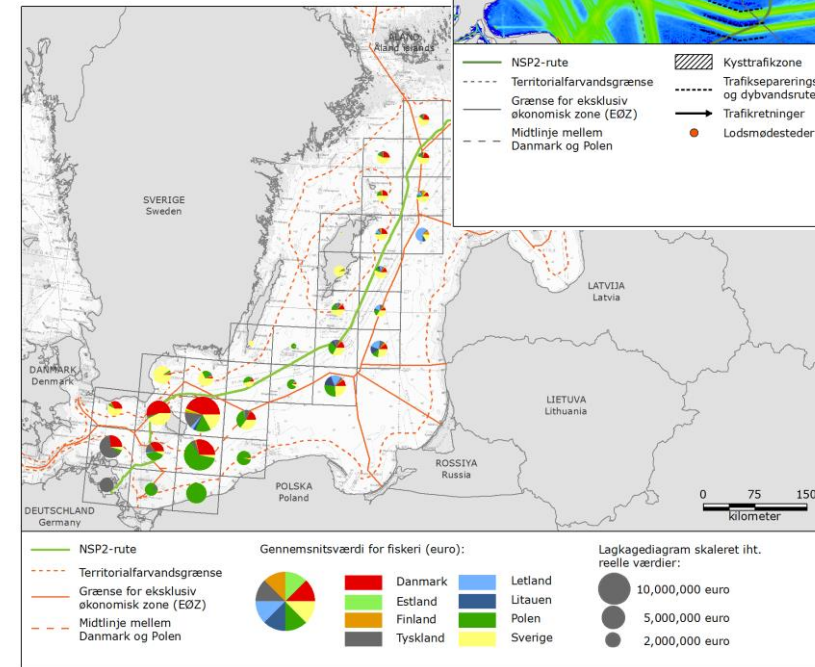 ÅLAND
Åland Islands
SVERIGE
Sweden
DANMARK
Denmark
DEUTSCHLAND
Germany
POLSKA
Poland
ROSSIYA
Russia
LIETUVA
Lithuania
LATVIJA
Latvia
0 75 150
kilometer
NSP2-rute
Territorialfarvandsgrænse
Grænse for eksklusiv
økonomisk zone (EØZ)
Midtlinje mellem
Danmark og Polen
Kysttrafikzone
Trafikseparerings
og dybvandsrute
Trafikretninger
Lodsmødesteder
NSP2-rute
Territorialfarvandsgrænse
Grænse for eksklusiv
økonomisk zone (EØZ)
Midtlinje mellem
Danmark og Polen
Gennemsnitsværdi for fiskeri (euro):
Danmark
Estland
Finland
Tyskland
Letland
Litauen
Polen
Sverige
Lagkagediagram skaleret iht.
reelle værdier:
10,000,000 euro
5,000,000 euro
2,000,000 euro